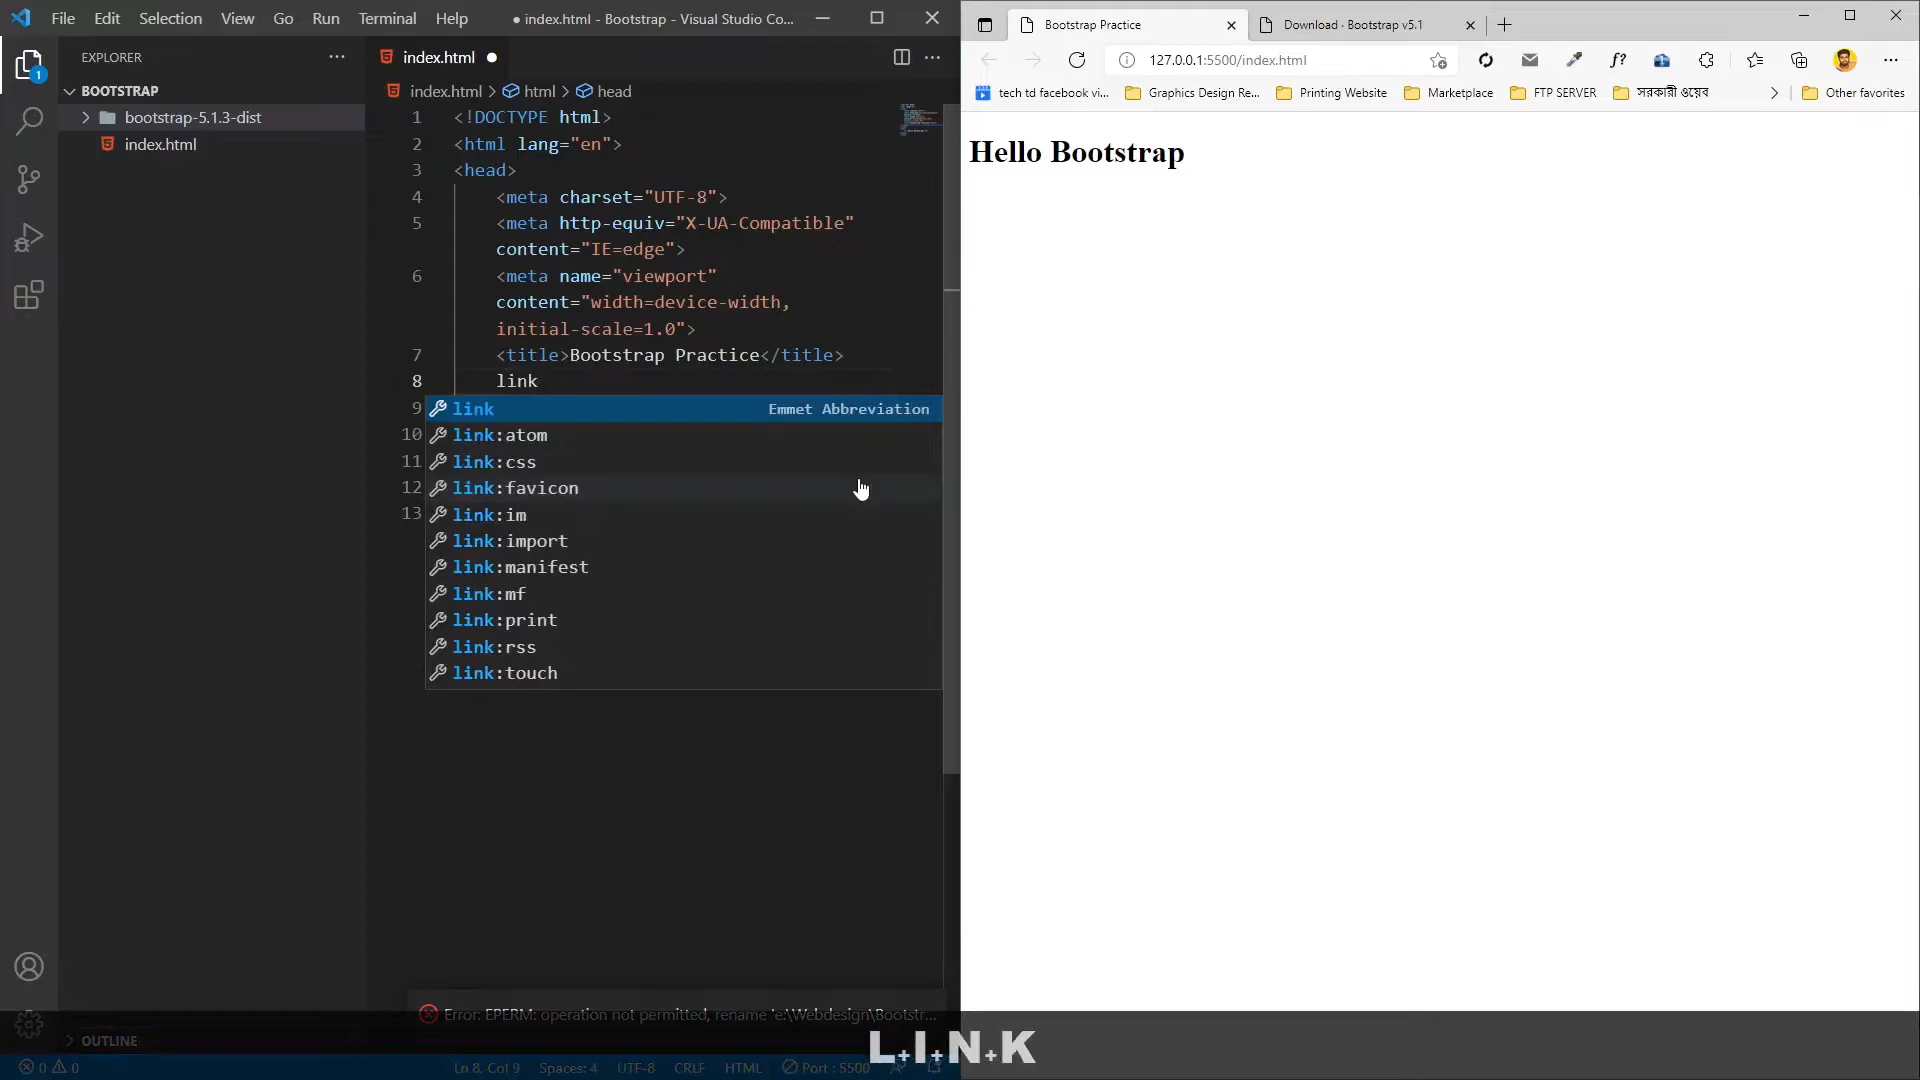 File Edit Selection View Go Run Terminal Help ● index.html - Bootstrap - Visual Studio Co...
EXPLORER
1
BOOTSTRAP
bootstrap-5.1.3-dist
index.html
index.html
index.html > html > head
1 <!DOCTYPE html>
2 <html lang="en">
3 <head>
4 <meta charset="UTF-8">
5 <meta http-equiv="X-UA-Compatible"
content="IE=edge">
6 <meta name="viewport"
content="width=device-width,
initial-scale=1.0">
7 <title>Bootstrap Practice</title>
8 link
9 link Emmet Abbreviation
10 link:atom
11 link:css
12 link:favicon
13 link:im
link:import
link:manifest
link:mf
link:print
link:rss
link:touch
Error: EPERM: operation not permitted, rename 'e:\Webdesign\Bootstr...
OUTLINE
0 0 Ln 8, Col 9 Spaces: 4 UTF-8 CRLF HTML Port : 5500
Bootstrap Practice Download · Bootstrap v5.1
127.0.0.1:5500/index.html
f?
tech td facebook vi... Graphics Design Re... Printing Website Marketplace FTP SERVER সরকারী ওয়েব Other favorites
Hello Bootstrap
L+I+N+K